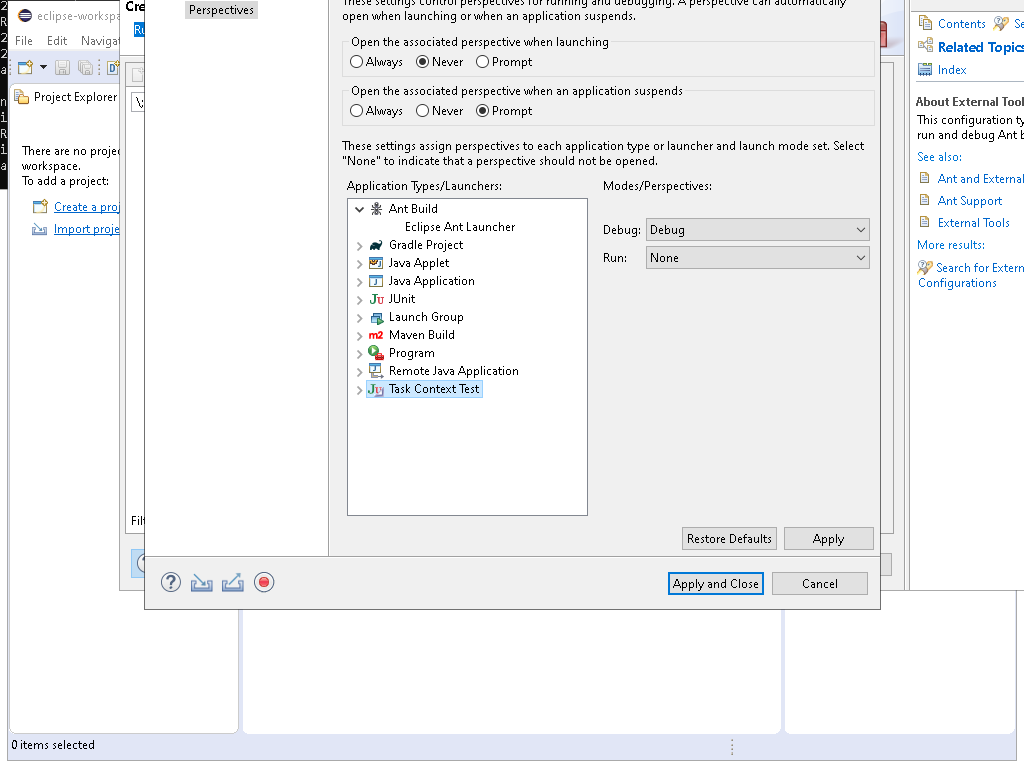 Perspectives
These settings control perspectives for running and debugging. A perspective can automatically
open when launching or when an application suspends.
Open the associated perspective when launching
Always
Never
Prompt
Open the associated perspective when an application suspends
Always
Never
Prompt
These settings assign perspectives to each application type or launcher and launch mode set. Select
"None" to indicate that a perspective should not be opened.
Application Types/Launchers:
Modes/Perspectives:
Ant Build
Eclipse Ant Launcher
Gradle Project
Java Applet
Java Application
JUnit
Launch Group
Maven Build
Program
Remote Java Application
Task Context Test
Debug: Debug
Run: None
Restore Defaults
Apply
Apply and Close
Cancel
eclipse-workspa
File Edit Navigat
Project Explorer
There are no proje
workspace.
To add a project:
Create a proj
Import proje
Cre
Filt
0 items selected
Contents
Se
Related Topics
Index
About External Tool
This configuration ty
run and debug Ant b
See also:
Ant and External
Ant Support
External Tools
More results:
Search for Extern
Configurations